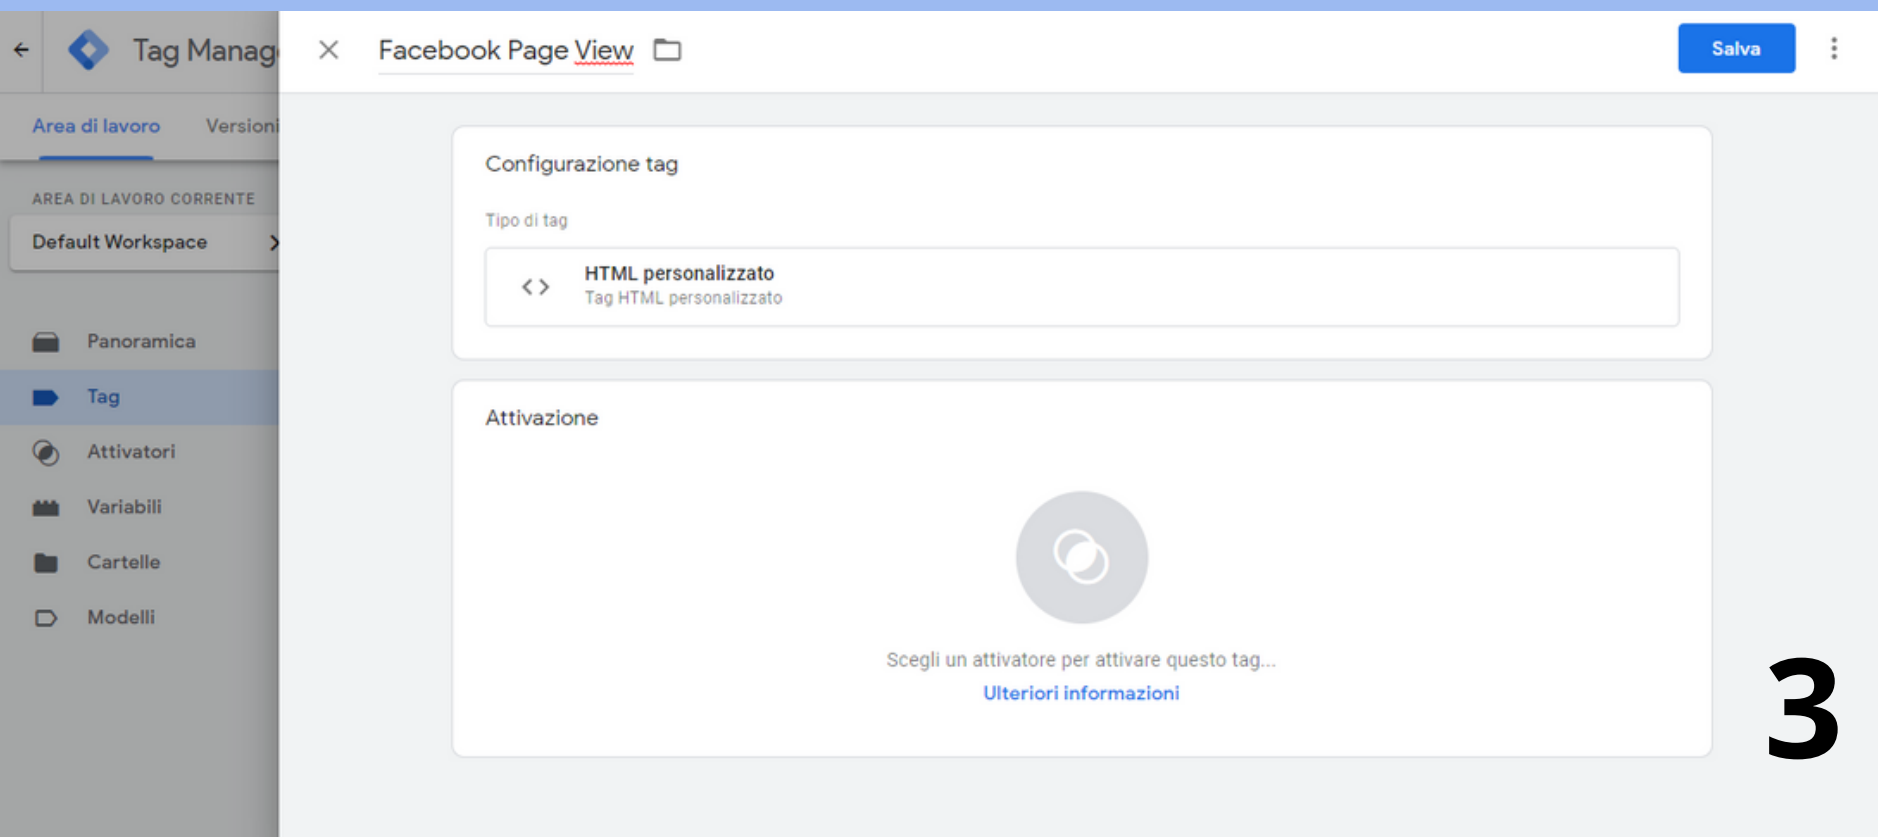 Tag Manag
Facebook Page View
Salva
Area di lavoro
Versioni
AREA DI LAVORO CORRENTE
Default Workspace
Panoramica
Tag
Attivatori
Variabili
Cartelle
Modelli
Configurazione tag
Tipo di tag
HTML personalizzato
Tag HTML personalizzato
Attivazione
Scegli un attivatore per attivare questo tag...
Ulteriori informazioni
3